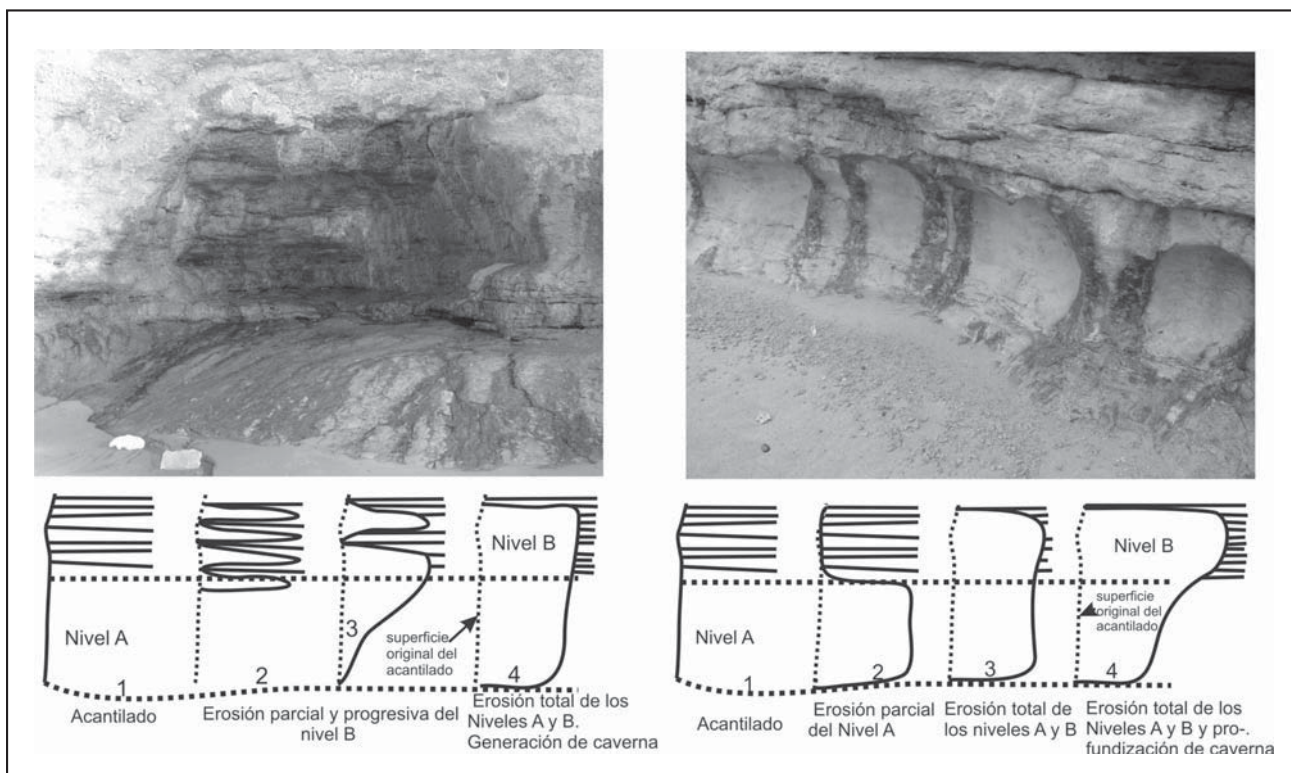 Nivel B
Nivel A
3
superficie
original del
acantilado
1
2
4
Acantilado
Erosión parcial y progresiva del
nivel B
Erosión total de los
Niveles A y B.
Generación de caverna
Nivel B
Nivel A
superficie
original del
acantilado
1
2
3
4
Acantilado
Erosión parcial
del Nivel A
Erosión total de
los niveles A y B
Erosión total de los
Niveles A y B y pro-.
fundización de caverna